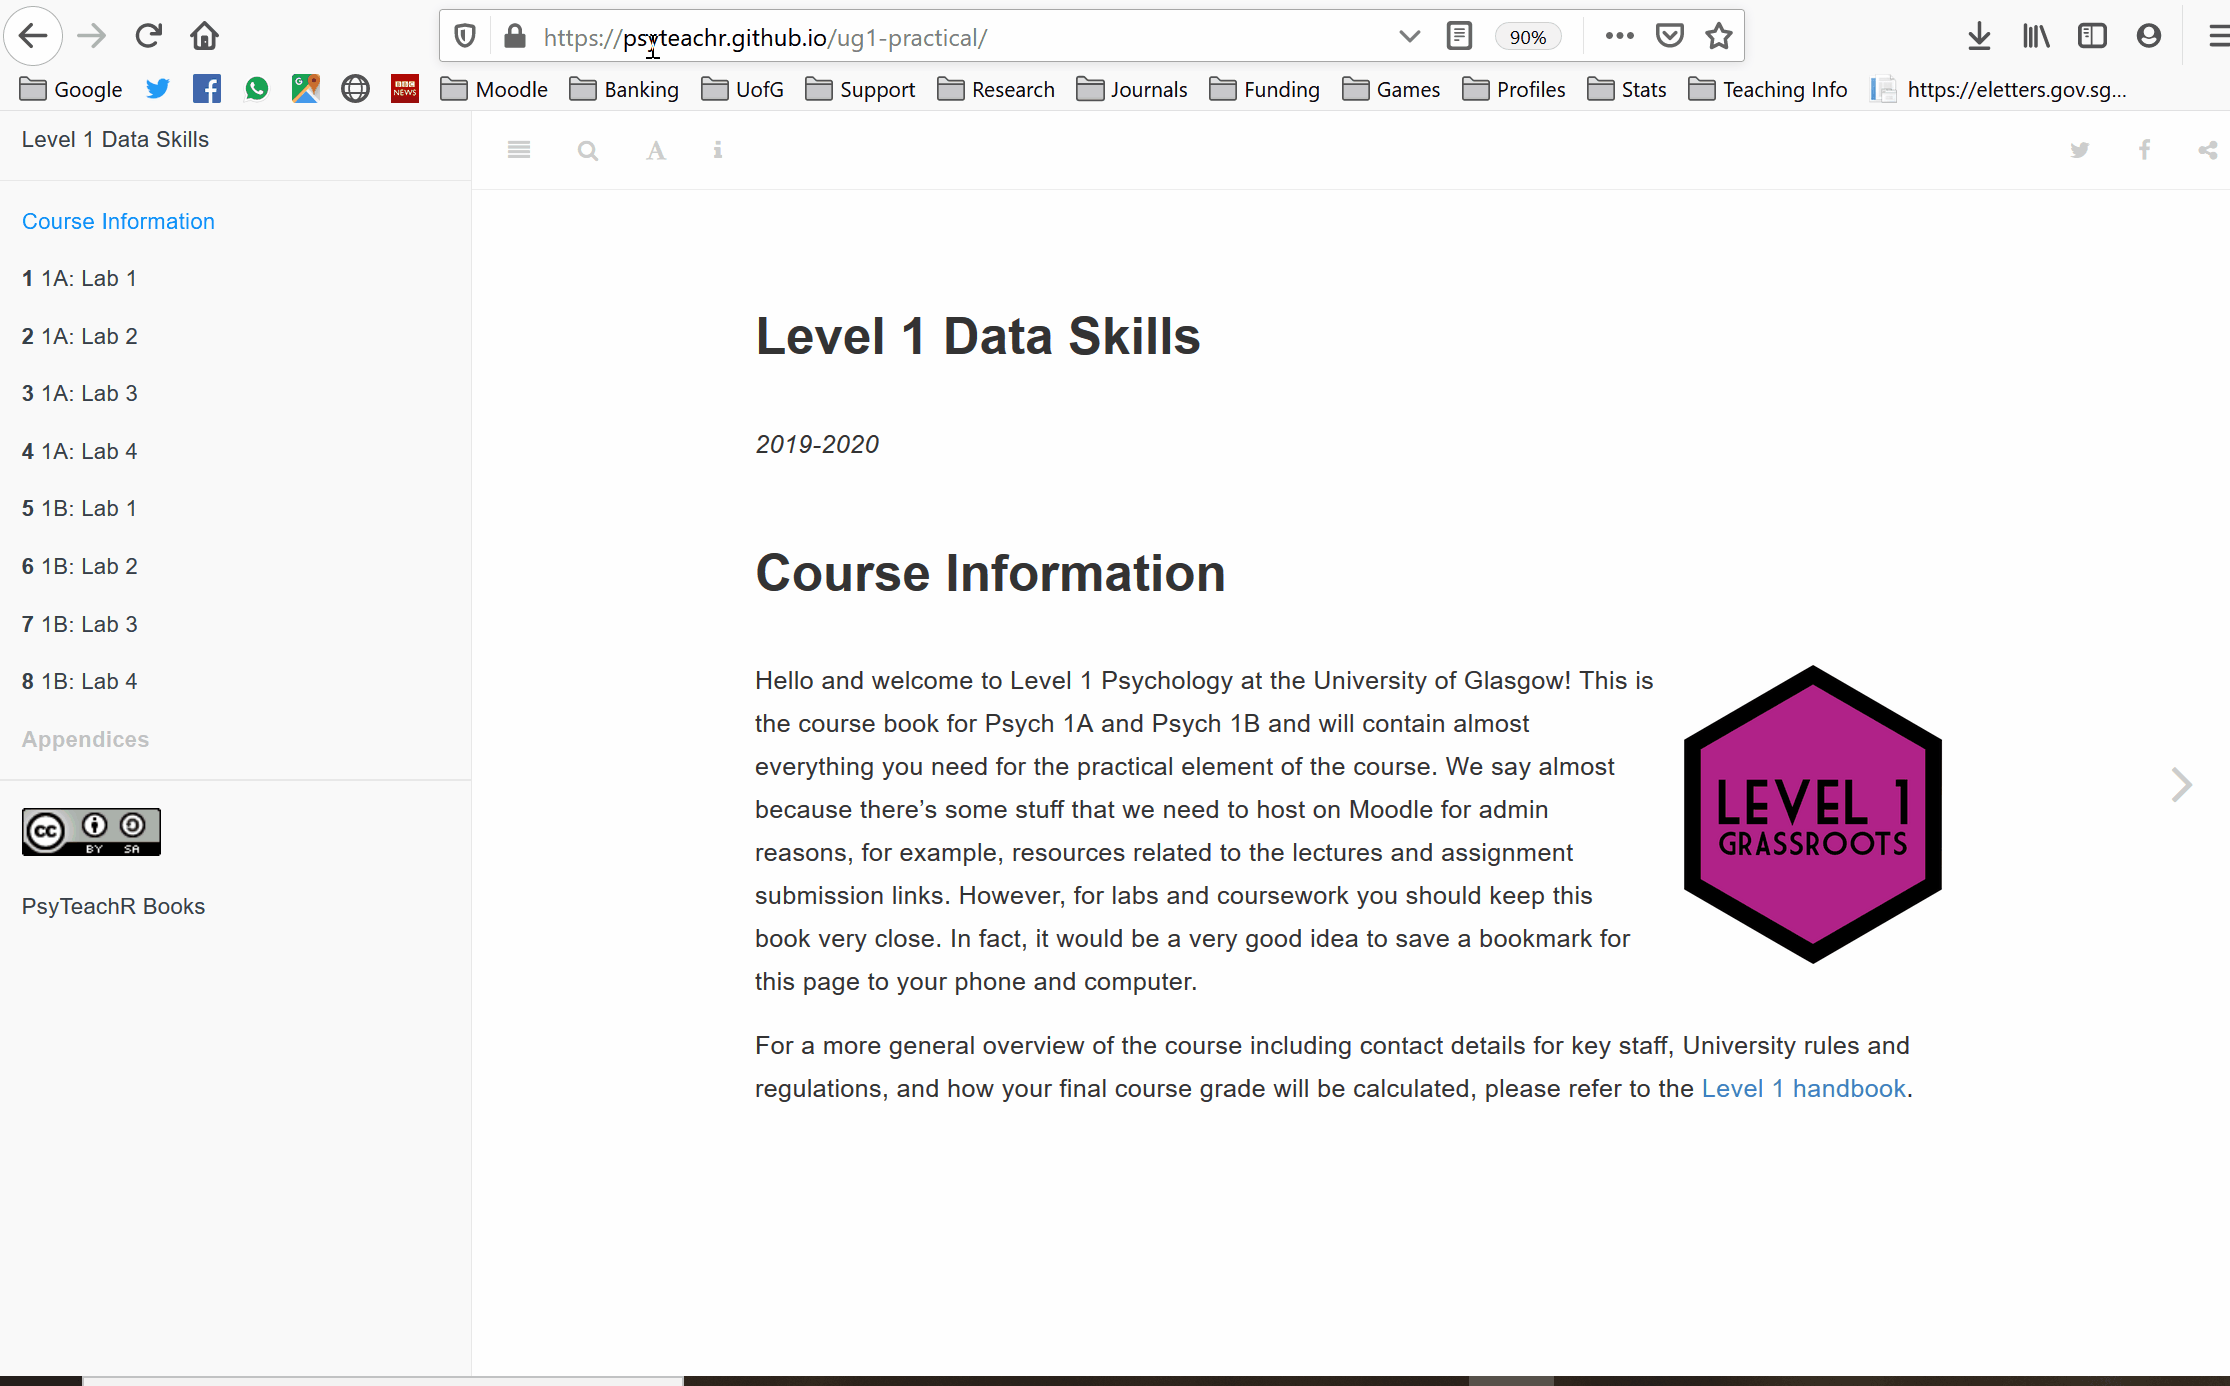 https://psyteachr.github.io/ug1-practical/
90%
Google
BBC
NEWS
Moodle
Banking
UofG
Support
Research
Journals
Funding
Games
Profiles
Stats
Teaching Info
https://eletters.gov.sg...
Level 1 Data Skills
Course Information
1 1A: Lab 1
2 1A: Lab 2
3 1A: Lab 3
4 1A: Lab 4
5 1B: Lab 1
6 1B: Lab 2
7 1B: Lab 3
8 1B: Lab 4
Appendices
cc
BY SA
PsyTeachR Books
A
i
Level 1 Data Skills
2019-2020
Course Information
Hello and welcome to Level 1 Psychology at the University of Glasgow! This is
the course book for Psych 1A and Psych 1B and will contain almost
everything you need for the practical element of the course. We say almost
because there's some stuff that we need to host on Moodle for admin
reasons, for example, resources related to the lectures and assignment
submission links. However, for labs and coursework you should keep this
book very close. In fact, it would be a very good idea to save a bookmark for
this page to your phone and computer.
LEVEL 1
GRASSROOTS
For a more general overview of the course including contact details for key staff, University rules and
regulations, and how your final course grade will be calculated, please refer to the Level 1 handbook.